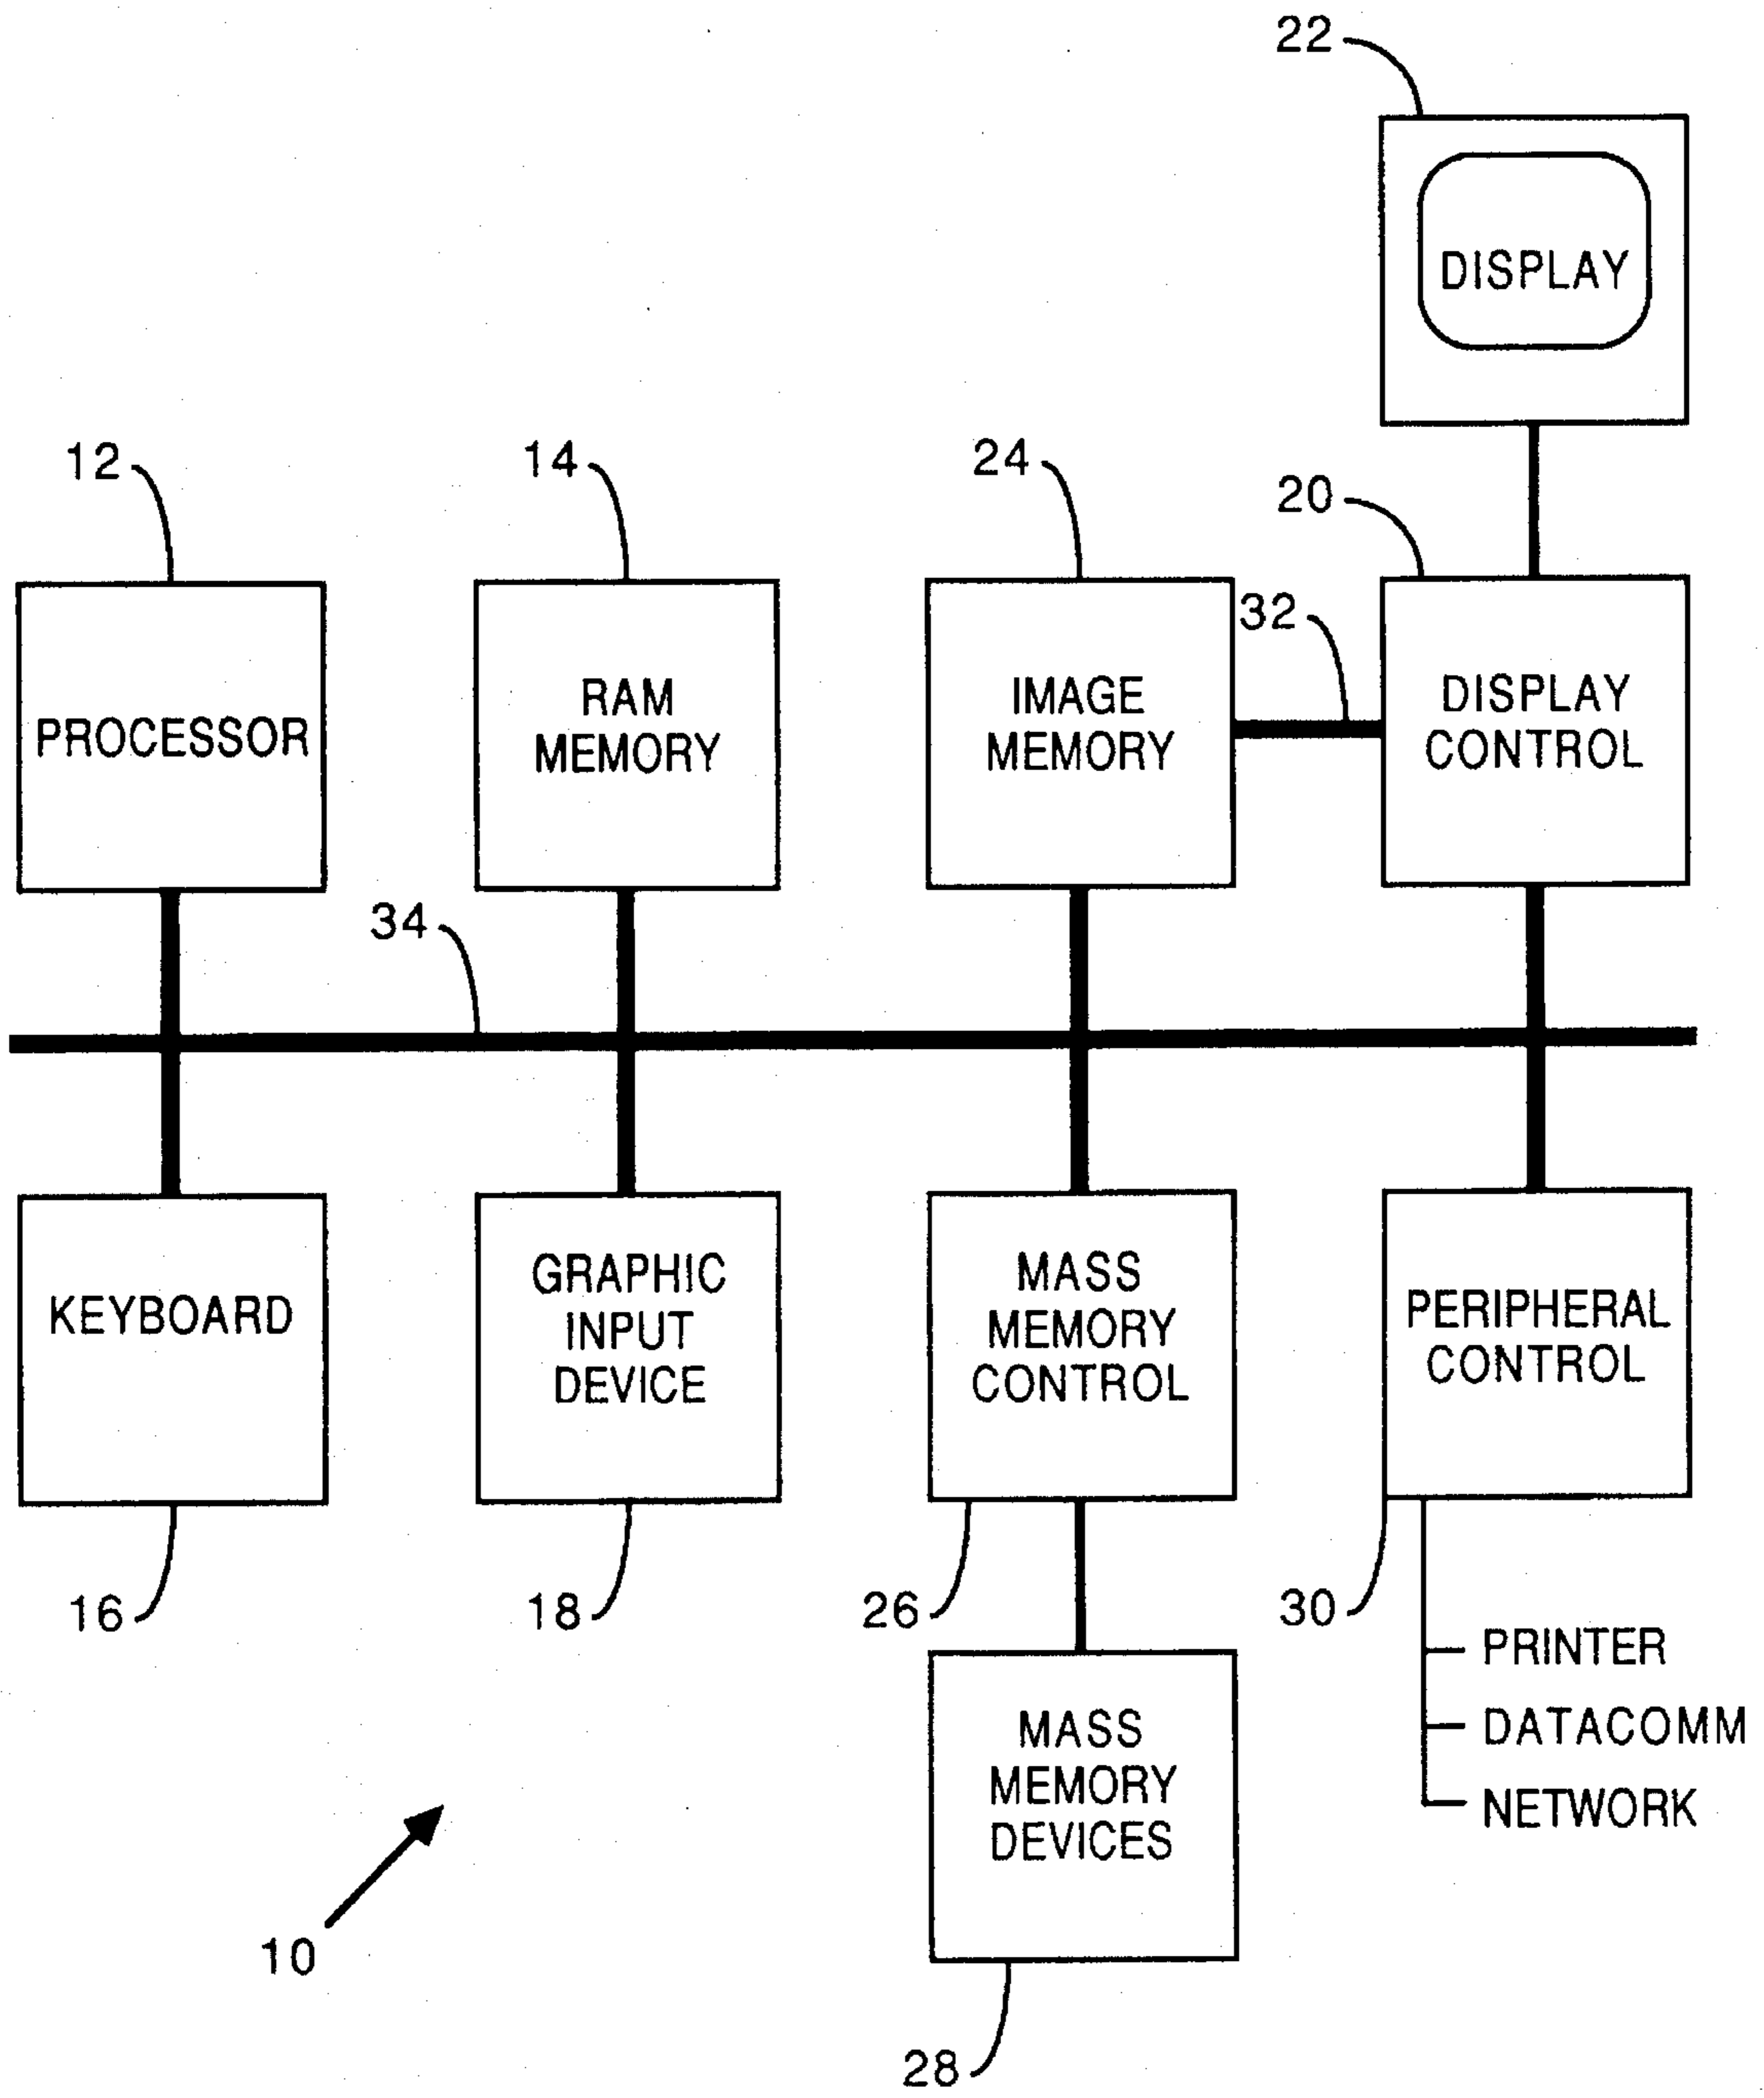 22
DISPLAY
12
14
24
20
32
PROCESSOR
RAM
MEMORY
IMAGE
MEMORY
DISPLAY
CONTROL
34
KEYBOARD
GRAPHIC
INPUT
DEVICE
MASS
MEMORY
CONTROL
PERIPHERAL
CONTROL
16
18
26
30
PRINTER
DATACOMM
NETWORK
MASS
MEMORY
DEVICES
10
28